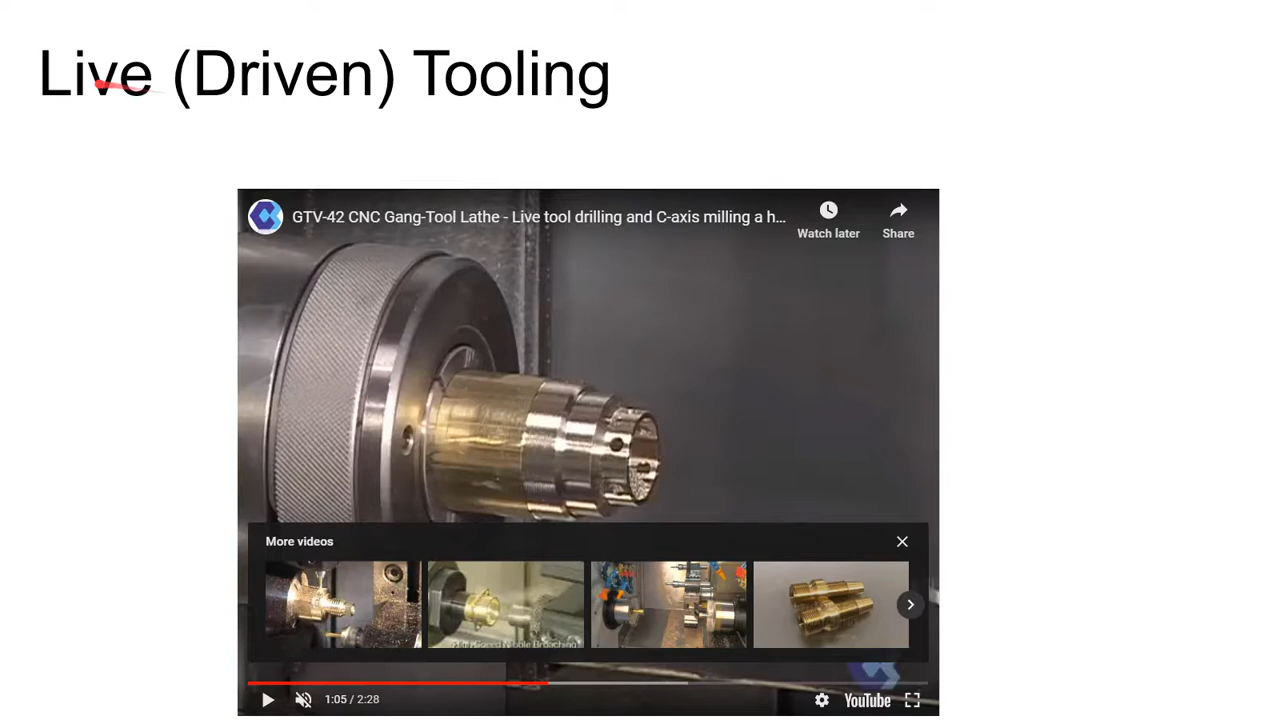 Live (Driven) Tooling
GTV-42 CNC Gang-Tool Lathe - Live tool drilling and C-axis milling a h...
Watch later
Share
More videos
Broaching
1:05 / 2:28
YouTube